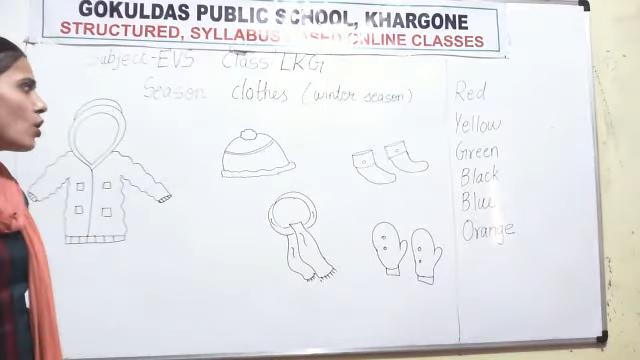 GOKULDAS PUBLIC SCHOOL, KHARGONE
STRUCTURED, SYLLABUS BASED ONLINE CLASSES
Subject-EVS Class-LKG
Season clothes (winter season)
Red
Yellow
Green
Black
Blue
Orange